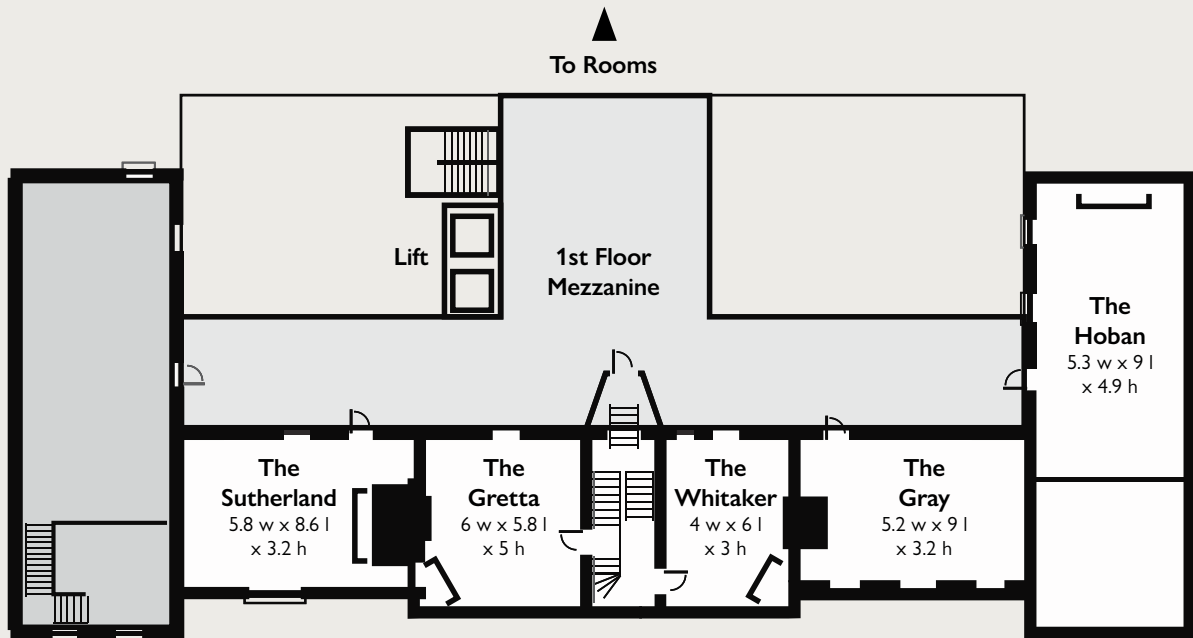 To Rooms
Lift
1st Floor
Mezzanine
The
Hoban
5.3 w x 9 l
x 4.9 h
The
Sutherland
5.8 w x 8.6 l
x 3.2 h
The
Gretta
6 w x 5.8 l
x 5 h
The
Whitaker
4 w x 6 l
x 3 h
The
Gray
5.2 w x 9 l
x 3.2 h